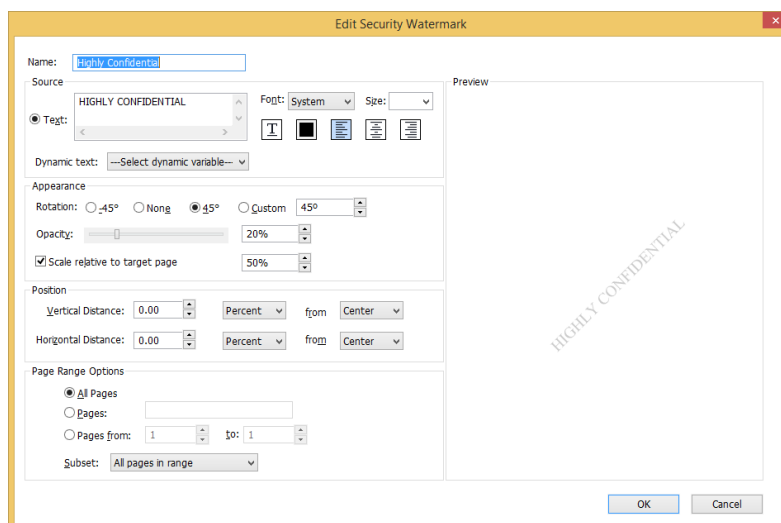 Edit Security Watermark
Name: Highly Confidential
Source
Text: HIGHLY CONFIDENTIAL
Font: System Size:
T
Dynamic text: ---Select dynamic variable---
Appearance
Rotation: -45° None 45° Custom 45º
Opacity: 20%
Scale relative to target page 50%
Position
Vertical Distance: 0.00 Percent from Center
Horizontal Distance: 0.00 Percent from Center
Page Range Options
All Pages
Pages:
Pages from: 1 to: 1
Subset: All pages in range
Preview
HIGHLY CONFIDENTIAL
OK Cancel